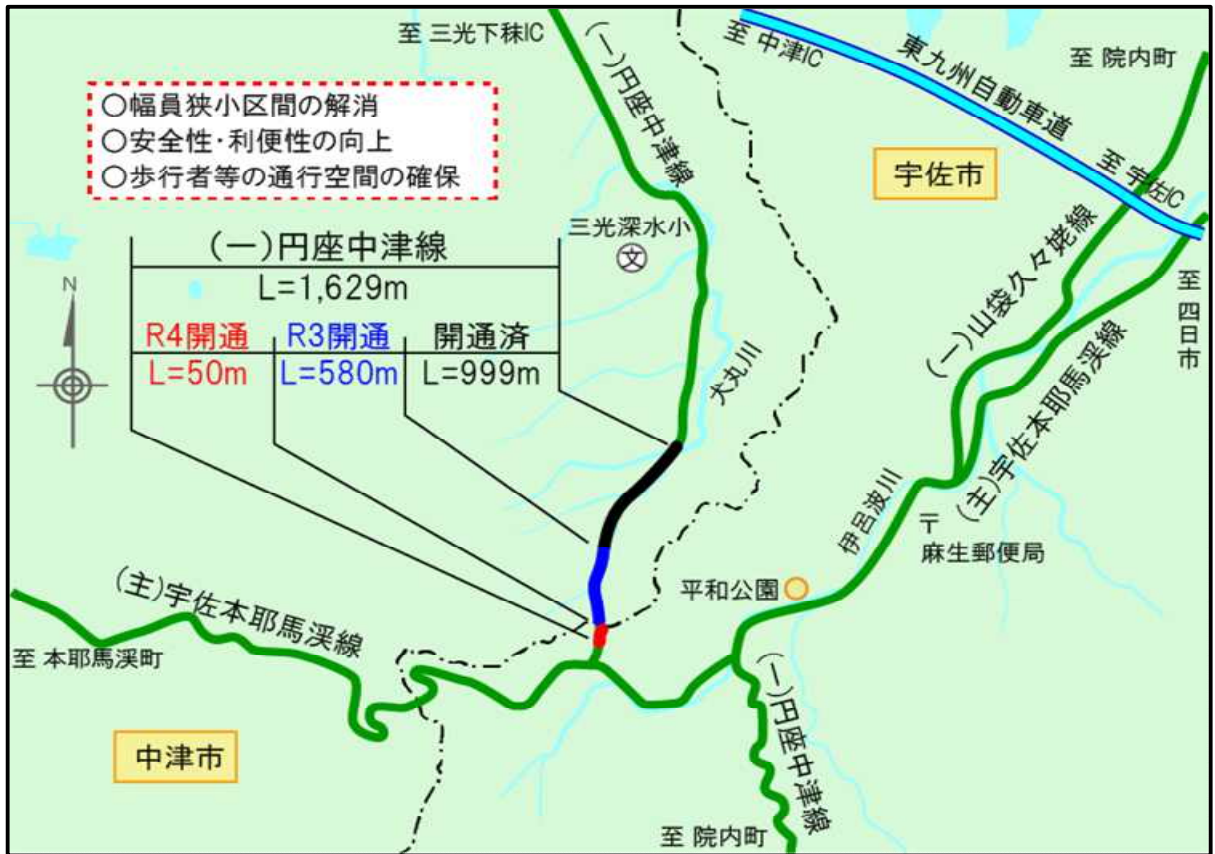 至 三光下秣IC
(一)円座中津線
至 中津IC
東九州自動車道
至 院内町
○幅員狭小区間の解消
○安全性・利便性の向上
○歩行者等の通行空間の確保
宇佐市
至 宇佐IC
三光深水小
文
(一)円座中津線
L=1,629m
R4開通
R3開通
開通済
L=50m
L=580m
L=999m
N
犬丸川
(一)山袋久々姥線
至 四日市
(主)宇佐本耶馬渓線
伊呂波川
〒
麻生郵便局
平和公園
(主)宇佐本耶馬渓線
至 本耶馬渓町
中津市
(一)円座中津線
至 院内町